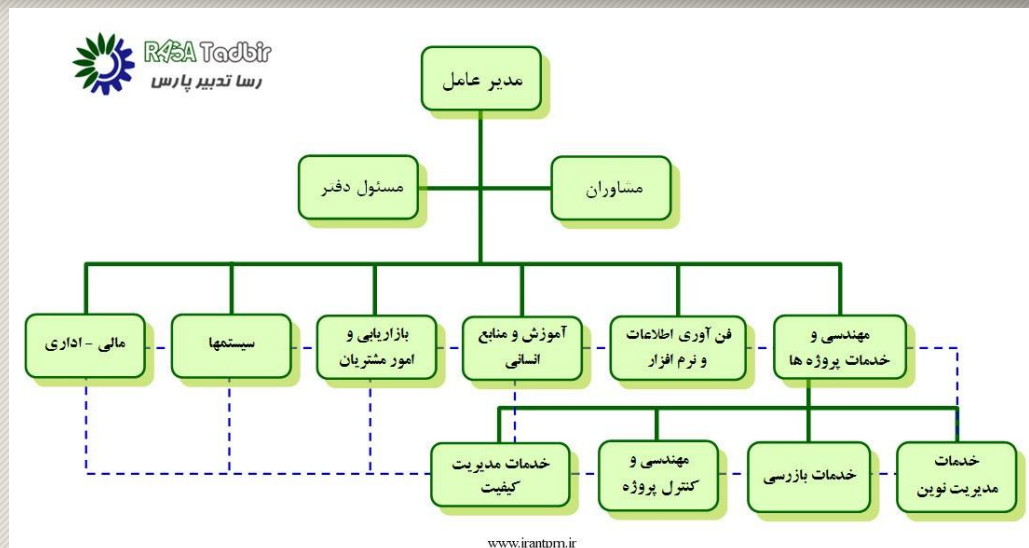 RASA Tadbir
رسا تدبیر پارس
مدیر عامل
مشاوران
مسئول دفتر
مهندسی و
خدمات پروژه ها
فن آوری اطلاعات
و نرم افزار
آموزش و منابع
انسانی
بازاریابی و
امور مشتریان
سیستمها
مالی - اداری
خدمات
مدیریت نوین
خدمات بازرسی
مهندسی و
کنترل پروژه
خدمات مدیریت
کیفیت
www.irantpm.ir